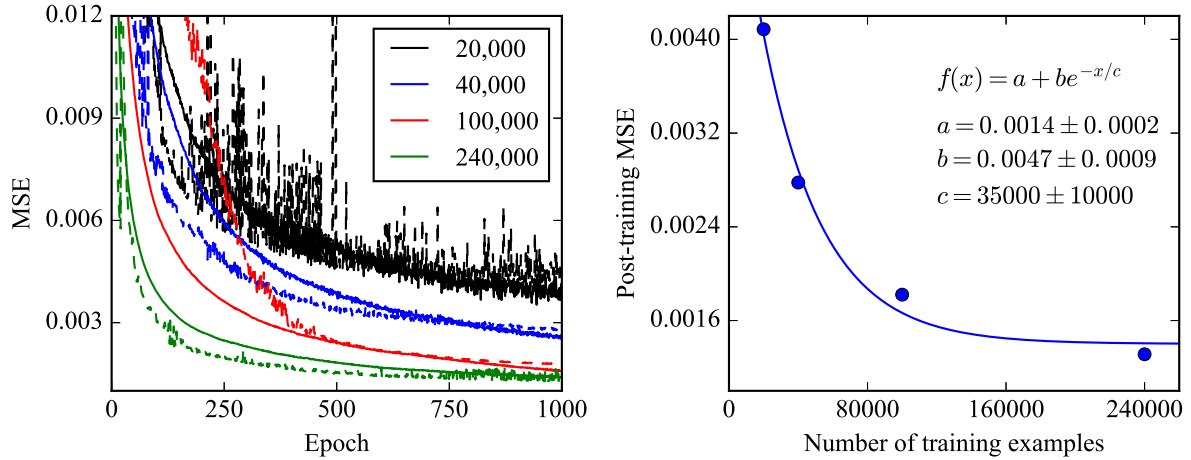 0.012
0.009
0.006
0.003
MSE
0
250
500
750
1000
Epoch
20,000
40,000
100,000
240,000
0.0040
0.0032
0.0024
0.0016
Post-training MSE
0
80000
160000
240000
Number of training examples
f(x) = a + be^{−x/c}
a = 0.0014 ± 0.0002
b = 0.0047 ± 0.0009
c = 35000 ± 10000